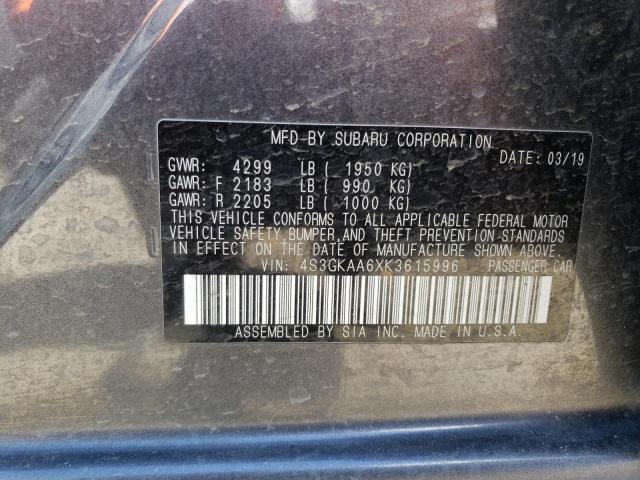 MFD BY SUBARU CORPORATION
DATE: 03/19
GVWR: 4299 LB ( 1950 KG)
GAWR: F 2183 LB ( 990 KG)
GAWR: R 2205 LB ( 1000 KG)
THIS VEHICLE CONFORMS TO ALL APPLICABLE FEDERAL MOTOR
VEHICLE SAFETY,BUMPER,AND THEFT PREVENTION STANDARDS
IN EFFECT ON THE DATE OF MANUFACTURE SHOWN ABOVE.
VIN: 4S3GKAA6XK3615996 PASSENGER CAR
ASSEMBLED BY SIA INC. MADE IN U.S.A.